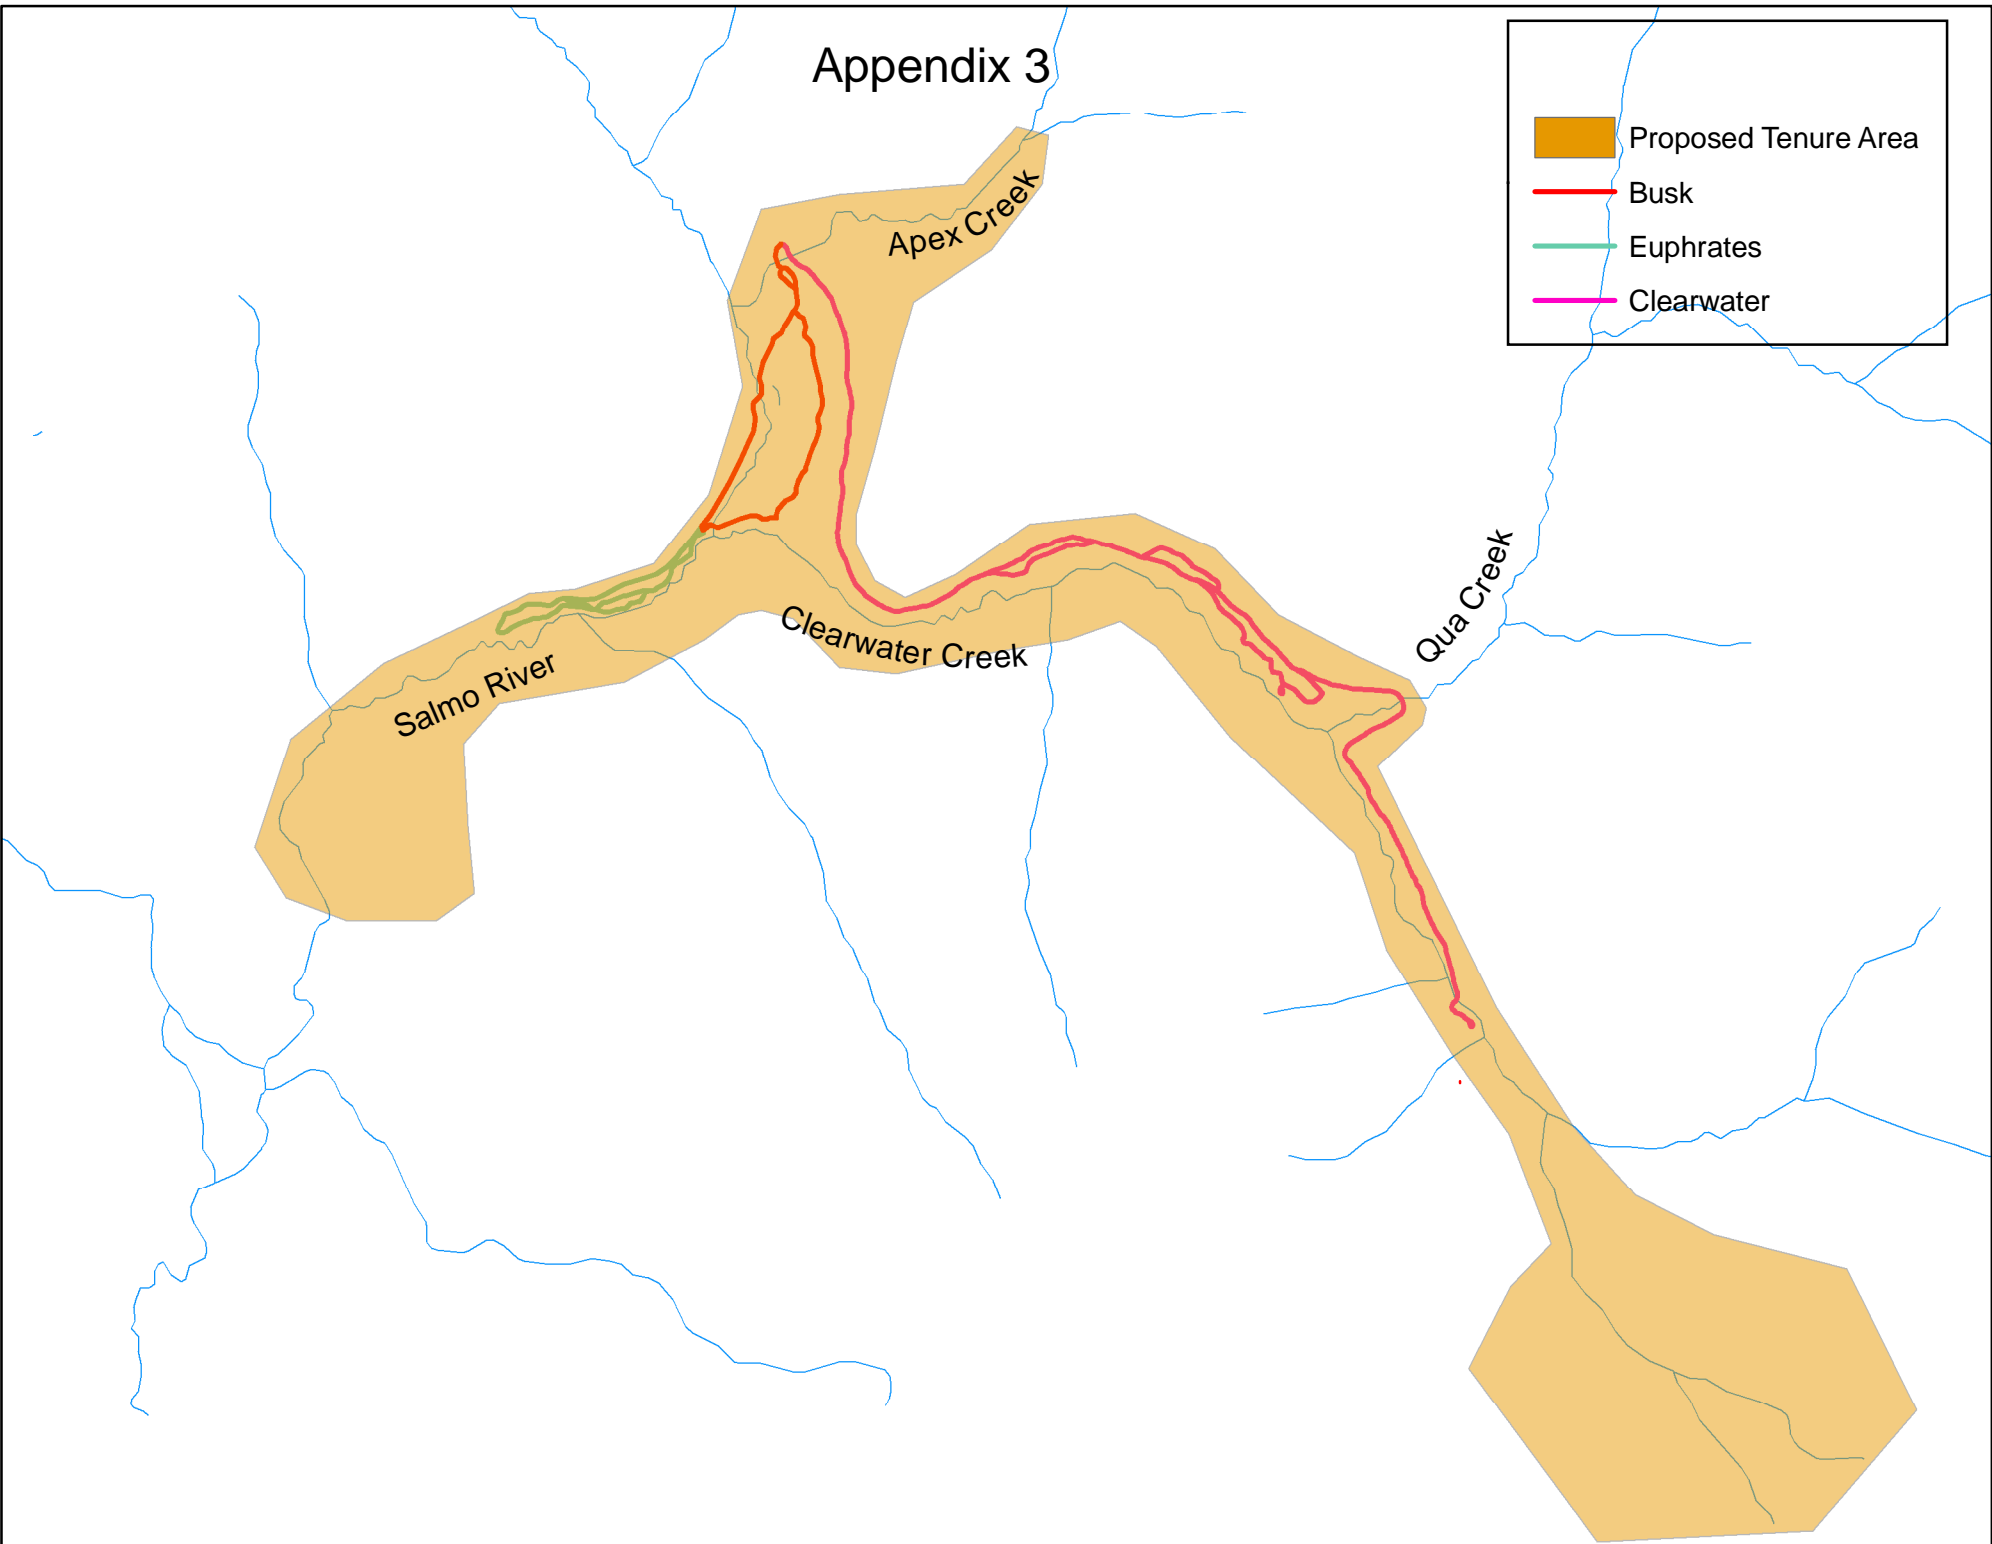 Appendix 3
Proposed Tenure Area
Busk
Euphrates
Clearwater
Apex Creek
Qua Creek
Clearwater Creek
Salmo River